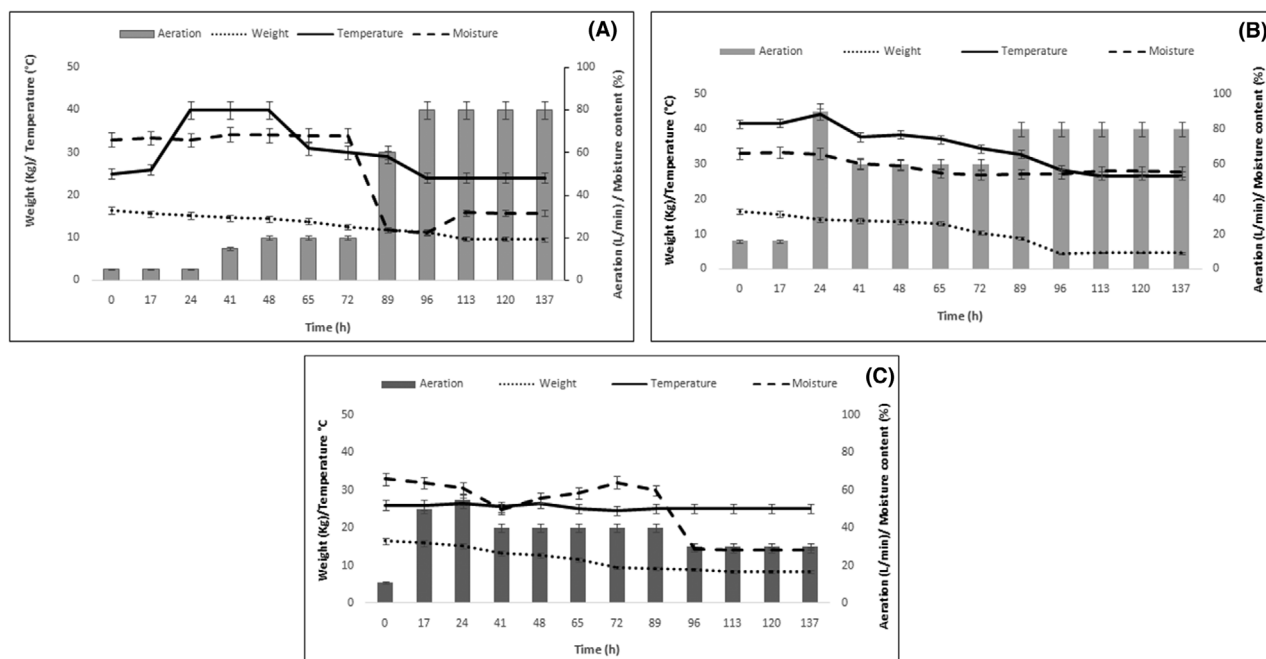 (A)
Aeration Weight Temperature Moisture
Weight (Kg)/ Temperature (°C)
50
40
30
20
10
0
100
80
60
40
20
0
Aeration (L/min) / Moisture content (%)
0 17 24 41 48 65 72 89 96 113 120 137
Time (h)
(B)
Aeration Weight Temperature Moisture
Weight (Kg)/Temperature (°C)
50
40
30
20
10
0
100
80
60
40
20
0
Aeration (L/min)/ Moisture content (%)
0 17 24 41 48 65 72 89 96 113 120 137
Time (h)
(C)
Aeration Weight Temperature Moisture
Weight (Kg)/Temperature °C
50
40
30
20
10
0
100
80
60
40
20
0
Aeration (L/min)/ Moisture content (%)
0 17 24 41 48 65 72 89 96 113 120 137
Time (h)